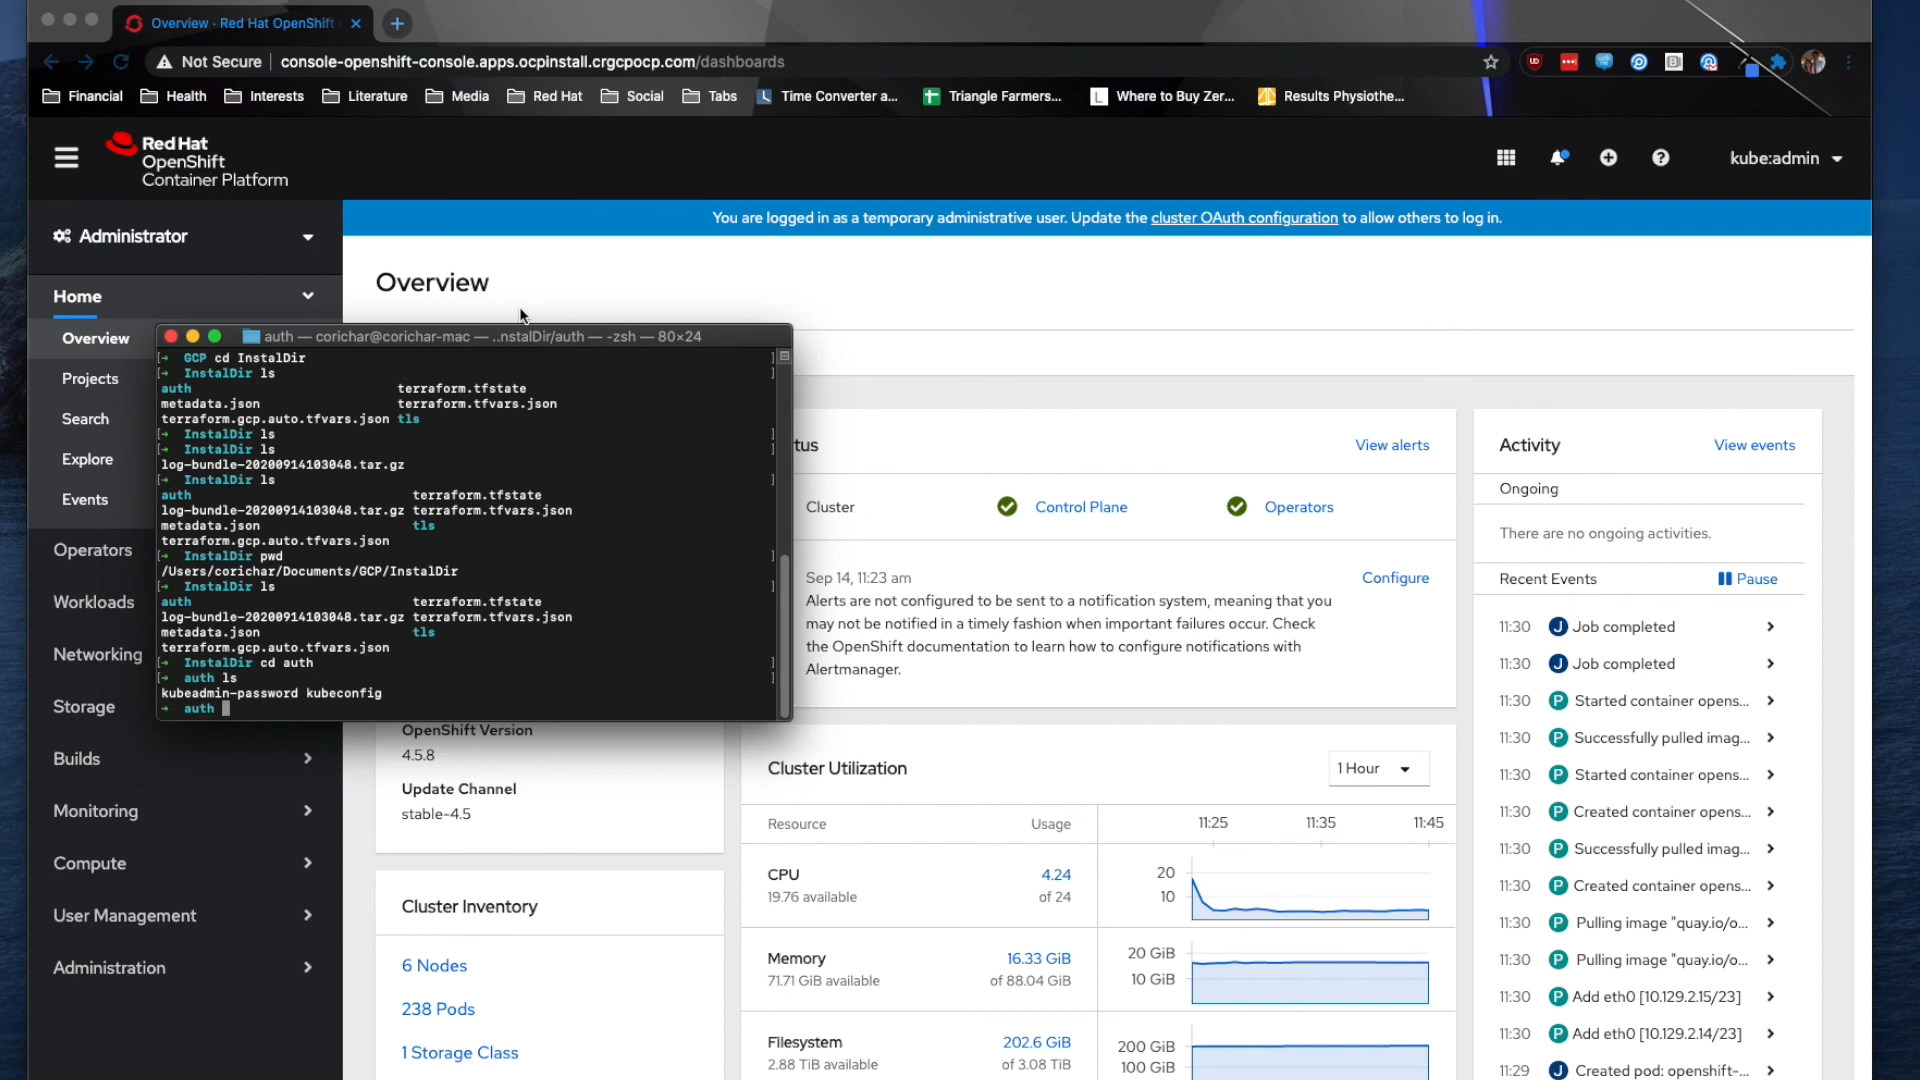 Overview · Red Hat OpenShift
Not Secure
console-openshift-console.apps.ocpinstall.crgcpocp.com/dashboards
Financial
Health
Interests
Literature
Media
Red Hat
Social
Tabs
Time Converter a...
Triangle Farmers...
Where to Buy Zer...
Results Physiothe...
Red Hat
OpenShift
Container Platform
kube:admin
You are logged in as a temporary administrative user. Update the cluster OAuth configuration to allow others to log in.
Administrator
Home
Overview
Projects
Search
Explore
Events
Operators
Workloads
Networking
Storage
Builds
Monitoring
Compute
User Management
Administration
Overview
auth — corichar@corichar-mac — ..nstalDir/auth — -zsh — 80×24
GCP cd InstalDir
InstalDir ls
auth terraform.tfstate
metadata.json terraform.tfvars.json
terraform.gcp.auto.tfvars.json tls
InstalDir ls
InstalDir ls
log-bundle-20200914103048.tar.gz
InstalDir ls
auth terraform.tfstate
log-bundle-20200914103048.tar.gz terraform.tfvars.json
metadata.json tls
terraform.gcp.auto.tfvars.json
InstalDir pwd
/Users/corichar/Documents/GCP/InstalDir
InstalDir ls
auth terraform.tfstate
log-bundle-20200914103048.tar.gz terraform.tfvars.json
metadata.json tls
terraform.gcp.auto.tfvars.json
InstalDir cd auth
auth ls
kubeadmin-password kubeconfig
auth
OpenShift Version
4.5.8
Update Channel
stable-4.5
Cluster Inventory
6 Nodes
238 Pods
1 Storage Class
tus
View alerts
Cluster
Control Plane
Operators
Sep 14, 11:23 am
Configure
Alerts are not configured to be sent to a notification system, meaning that you
may not be notified in a timely fashion when important failures occur. Check
the OpenShift documentation to learn how to configure notifications with
Alertmanager.
Cluster Utilization
1 Hour
Resource Usage 11:25 11:35 11:45
CPU 4.24
19.76 available of 24
20
10
Memory 16.33 GiB
71.71 GiB available of 88.04 GiB
20 GiB
10 GiB
Filesystem 202.6 GiB
2.88 TiB available of 3.08 TiB
200 GiB
100 GiB
Activity
View events
Ongoing
There are no ongoing activities.
Recent Events
Pause
11:30 J Job completed
11:30 J Job completed
11:30 P Started container opens...
11:30 P Successfully pulled imag...
11:30 P Started container opens...
11:30 P Created container opens...
11:30 P Successfully pulled imag...
11:30 P Created container opens...
11:30 P Pulling image "quay.io/o...
11:30 P Pulling image "quay.io/o...
11:30 P Add eth0 [10.129.2.15/23]
11:30 P Add eth0 [10.129.2.14/23]
11:29 J Created pod: openshift-...